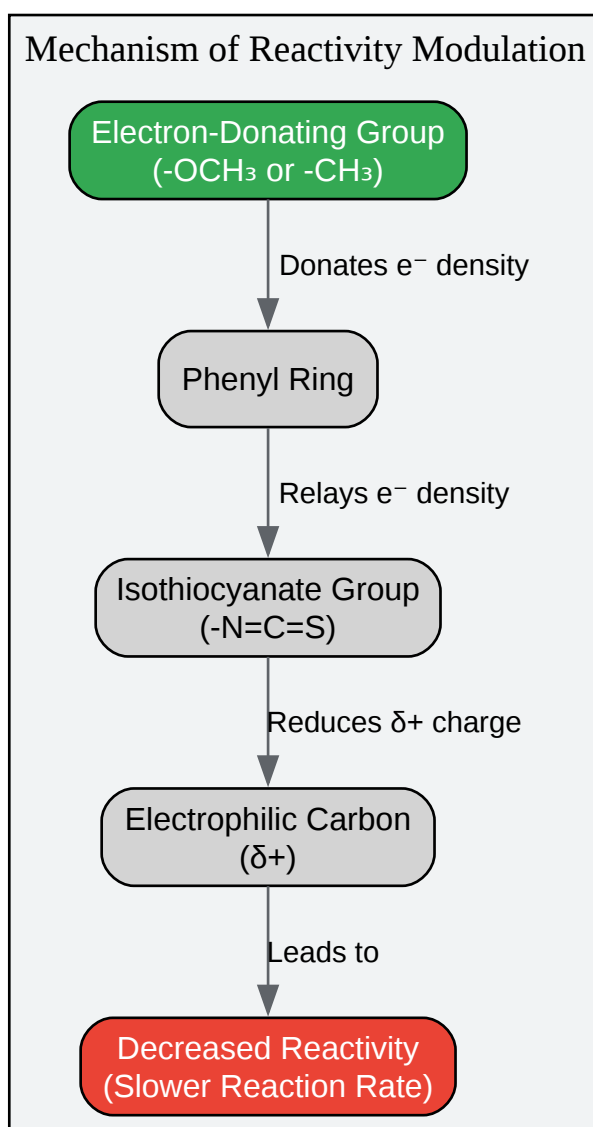 Mechanism of Reactivity Modulation
Electron-Donating Group
(-OCH₃ or -CH₃)
Donates e⁻ density
Phenyl Ring
Relays e⁻ density
Isothiocyanate Group
(-N=C=S)
Reduces δ+ charge
Electrophilic Carbon
(δ+)
Leads to
Decreased Reactivity
(Slower Reaction Rate)